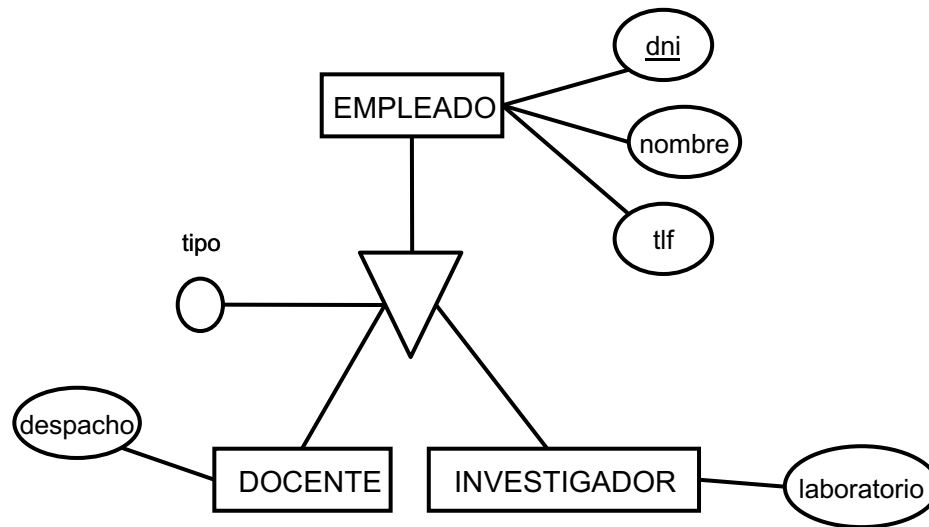 dni
EMPLEADO
nombre
tlf
tipo
despacho
DOCENTE
INVESTIGADOR
laboratorio